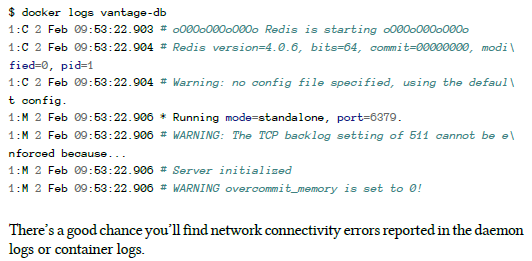 $ docker logs vantage-db
1:C 2 Feb 09:53:22.903 # oO0OoO0OoO0Oo Redis is starting oO0OoO0OoO0Oo
1:C 2 Feb 09:53:22.904 # Redis version=4.0.6, bits=64, commit=00000000, modi\
fied=0, pid=1
1:C 2 Feb 09:53:22.904 # Warning: no config file specified, using the defaul\
t config.
1:M 2 Feb 09:53:22.906 * Running mode=standalone, port=6379.
1:M 2 Feb 09:53:22.906 # WARNING: The TCP backlog setting of 511 cannot be e\
nforced because...
1:M 2 Feb 09:53:22.906 # Server initialized
1:M 2 Feb 09:53:22.906 # WARNING overcommit_memory is set to 0!
There's a good chance you'll find network connectivity errors reported in the daemon
logs or container logs.